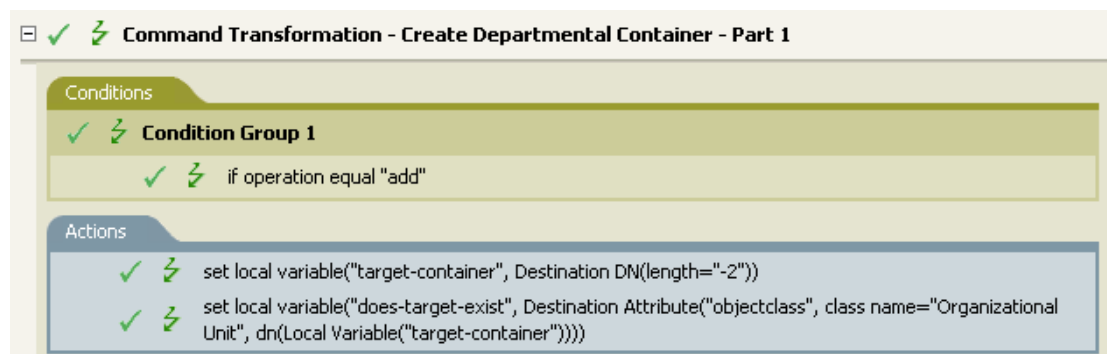 Command Transformation - Create Departmental Container - Part 1
Conditions
Condition Group 1
if operation equal "add"
Actions
set local variable("target-container", Destination DN(length="-2"))
set local variable("does-target-exist", Destination Attribute("objectclass", class name="Organizational
Unit", dn(Local Variable("target-container"))))